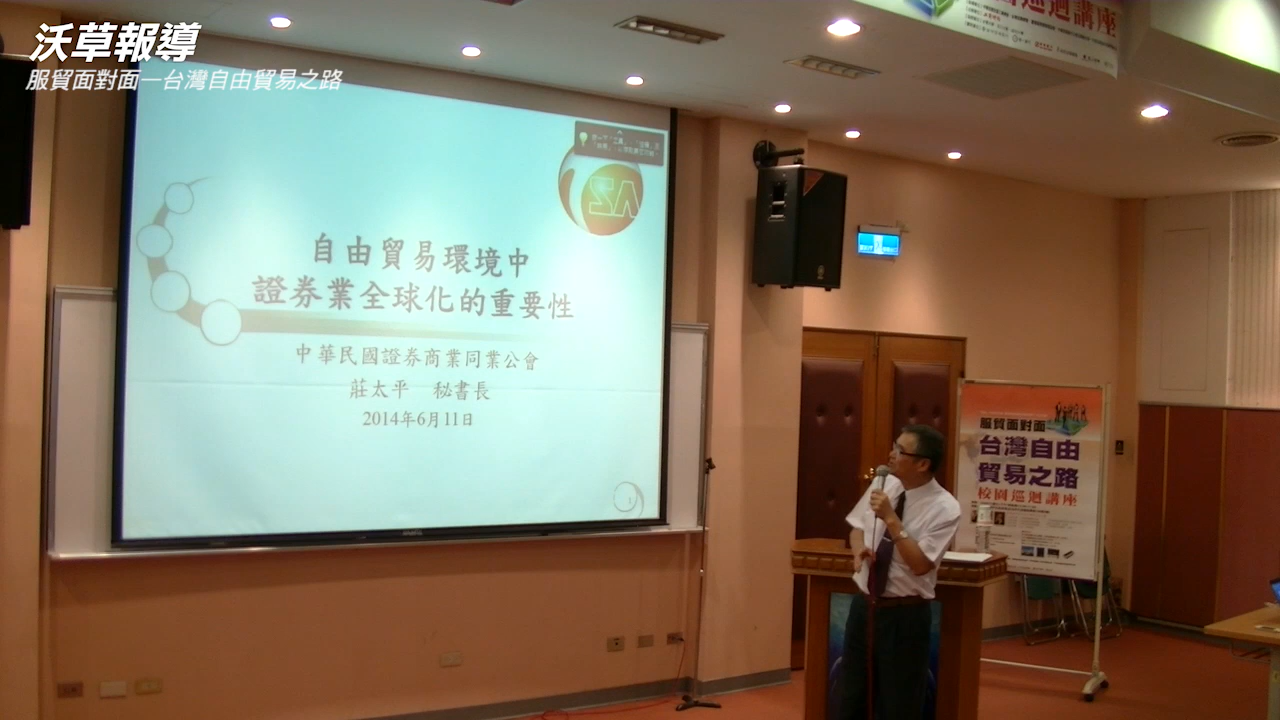 沃草報導
服貿面對面—台灣自由貿易之路
園巡迴講座
自由貿易環境中
證券業全球化的重要性
中華民國證券商業同業公會
莊太平 秘書長
2014年6月11日
服貿面對面
台灣自由
貿易之路
校園巡迴講座